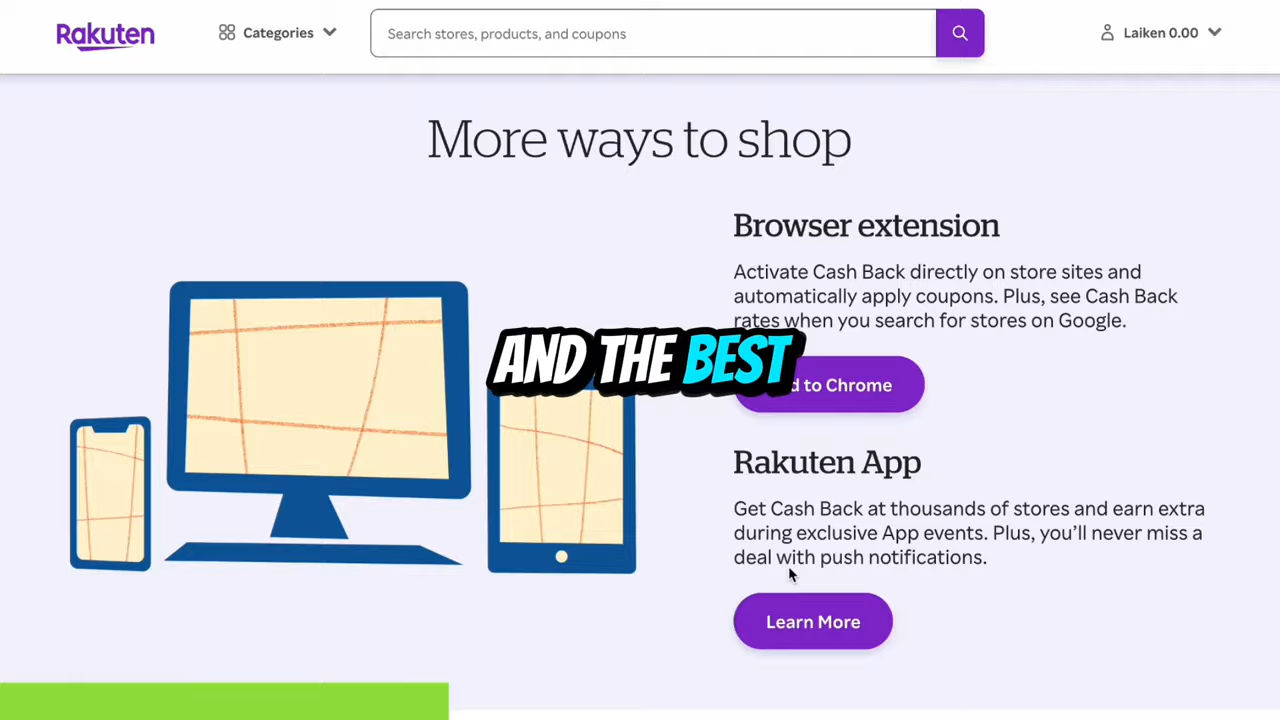 Rakuten
Categories
Search stores, products, and coupons
Laiken 0.00
More ways to shop
Browser extension
Activate Cash Back directly on store sites and
automatically apply coupons. Plus, see Cash Back
rates when you search for stores on Google.
AND THE BEST
to Chrome
Rakuten App
Get Cash Back at thousands of stores and earn extra
during exclusive App events. Plus, you'll never miss a
deal with push notifications.
Learn More